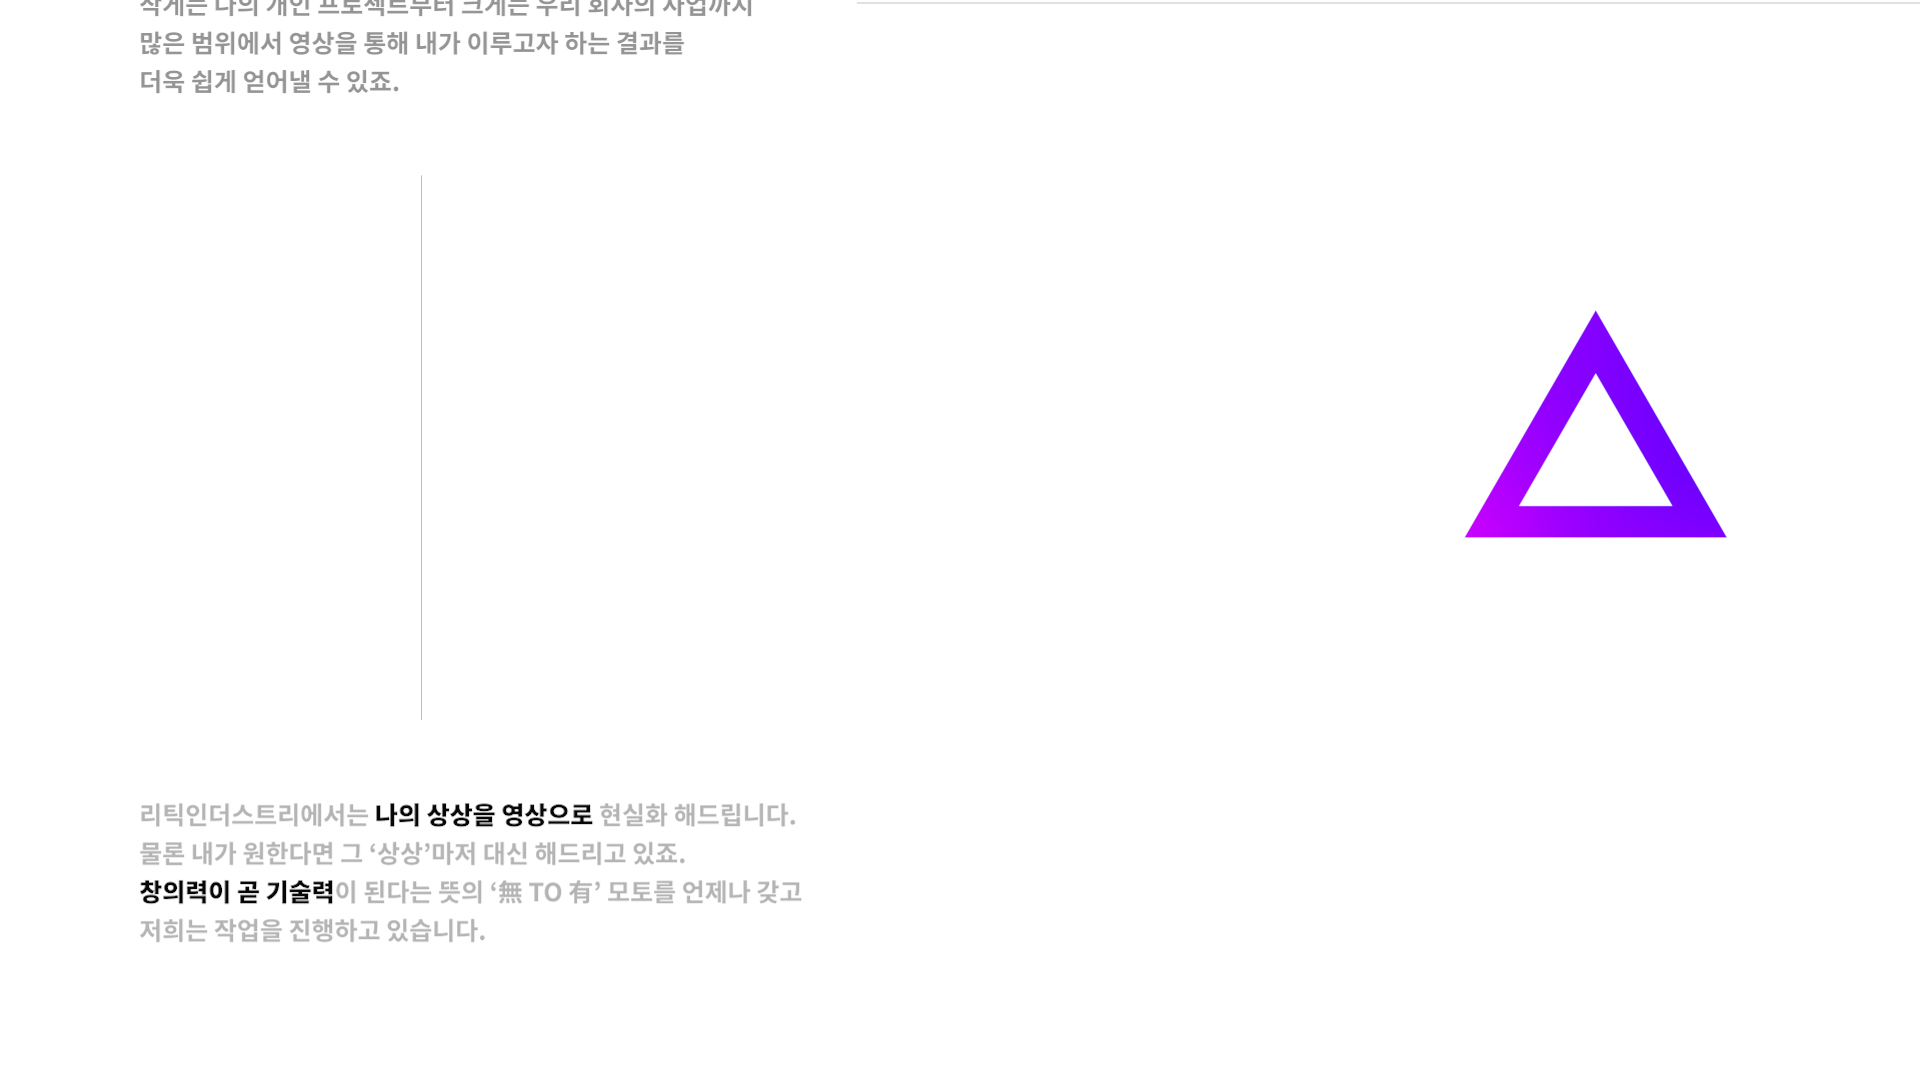 작게는 나의 개인 프로젝트부터 크게는 우리 회사의 사업까지
많은 범위에서 영상을 통해 내가 이루고자 하는 결과를
더욱 쉽게 얻어낼 수 있죠.
리틱인더스트리에서는 나의 상상을 영상으로 현실화 해드립니다.
물론 내가 원한다면 그 ‘상상’마저 대신 해드리고 있죠.
창의력이 곧 기술력이 된다는 뜻의 ‘無 TO 有’ 모토를 언제나 갖고
저희는 작업을 진행하고 있습니다.